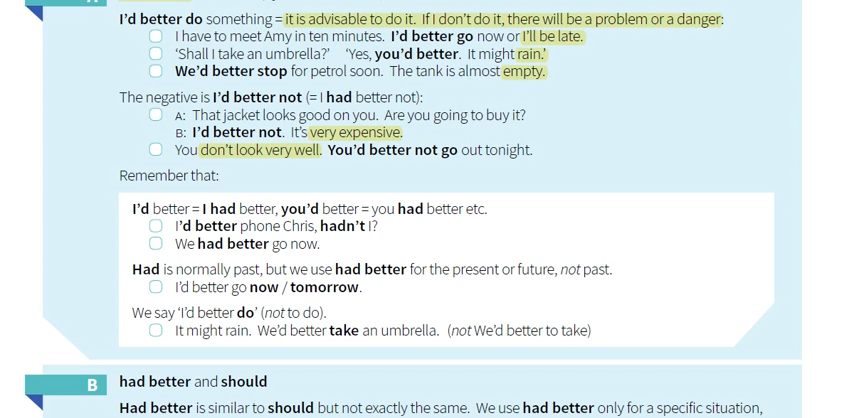 I'd better do something = it is advisable to do it. If I don't do it, there will be a problem or a danger:
I have to meet Amy in ten minutes. I'd better go now or I'll be late.
'Shall I take an umbrella?' 'Yes, you'd better. It might rain.'
We'd better stop for petrol soon. The tank is almost empty.
The negative is I'd better not (= I had better not):
A: That jacket looks good on you. Are you going to buy it?
B: I'd better not. It's very expensive.
You don't look very well. You'd better not go out tonight.
Remember that:
I'd better = I had better, you'd better = you had better etc.
I'd better phone Chris, hadn't I?
We had better go now.
Had is normally past, but we use had better for the present or future, not past.
I'd better go now / tomorrow.
We say 'I'd better do' (not to do).
It might rain. We'd better take an umbrella. (not We'd better to take)
B had better and should
Had better is similar to should but not exactly the same. We use had better only for a specific situation,